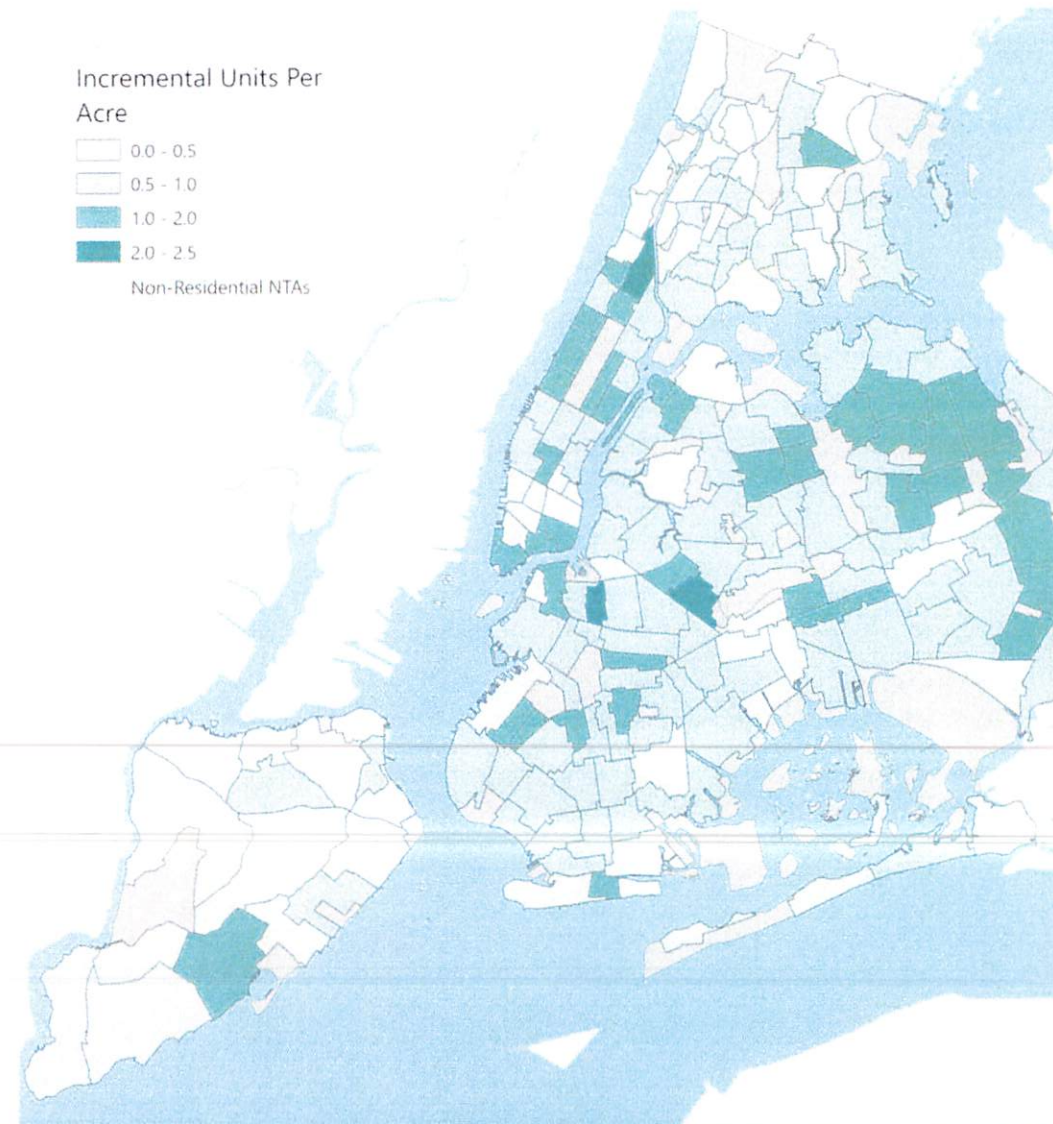 Incremental Units Per
Acre
0.0 - 0.5
0.5 - 1.0
1.0 - 2.0
2.0 - 2.5
Non-Residential NTAs